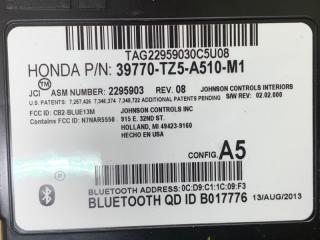 TAG22959030C5U08
HONDA P/N: 39770-TZ5-A510-M1
TM
JCI ASM NUMBER: 2295903 REV. 08 JOHNSON CONTROLS INTERIORS
U.S. PATENTS: 7,257,426 7,346,374 7,349,722 ADDITIONAL PATENTS PENDING S/W REV: 02.02.000
FCC ID: CB2-BLUE13M
Contains FCC ID: N7NAR5550
JOHNSON CONTROLS INC
915 E. 32ND ST.
HOLLAND, MI 49423-9160
HECHO EN USA
CONFIG. A5
BLUETOOTH ADDRESS: 0C:D9:C1:1C:09:F3
BLUETOOTH QD ID B017776 13/AUG/2013